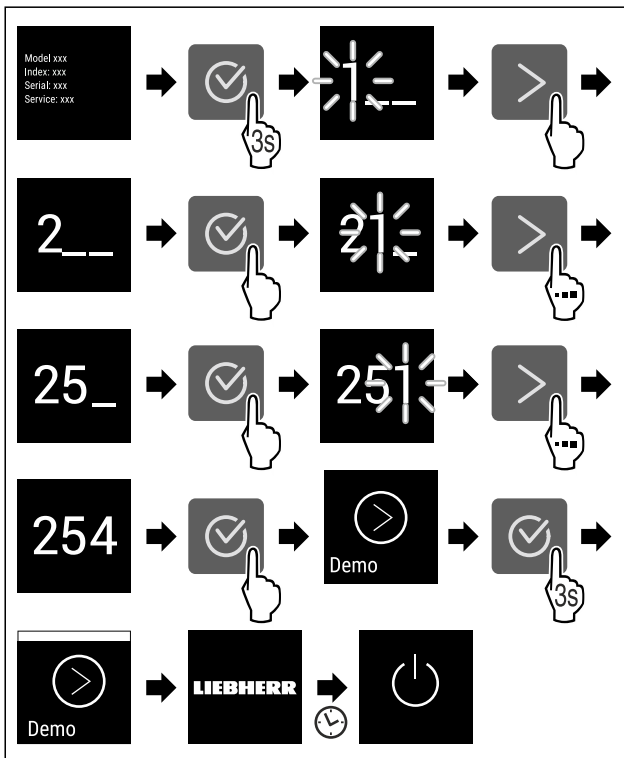 Model xxx
Index: xxx
Serial: xxx
Service: xxx
3s
1__
2__
21_
25_
251
254
Demo
3s
Demo
LIEBHERR